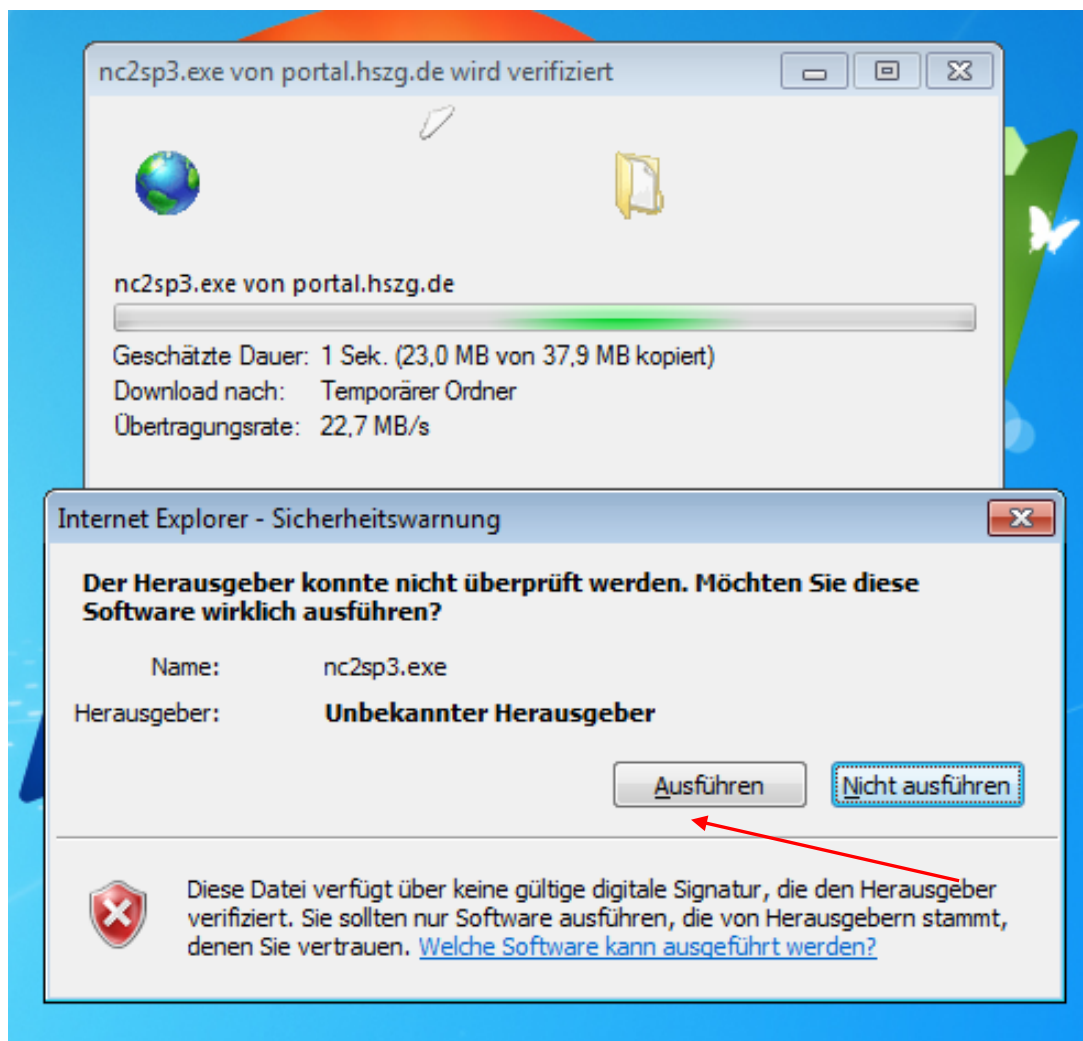 nc2sp3.exe von portal.hszg.de wird verifiziert
nc2sp3.exe von portal.hszg.de
Geschätzte Dauer: 1 Sek. (23,0 MB von 37,9 MB kopiert)
Download nach: Temporärer Ordner
Übertragungsrate: 22,7 MB/s
Internet Explorer - Sicherheitswarnung
Der Herausgeber konnte nicht überprüft werden. Möchten Sie diese
Software wirklich ausführen?
Name: nc2sp3.exe
Herausgeber: Unbekannter Herausgeber
Ausführen Nicht ausführen
Diese Datei verfügt über keine gültige digitale Signatur, die den Herausgeber
verifiziert. Sie sollten nur Software ausführen, die von Herausgebern stammt,
denen Sie vertrauen. Welche Software kann ausgeführt werden?